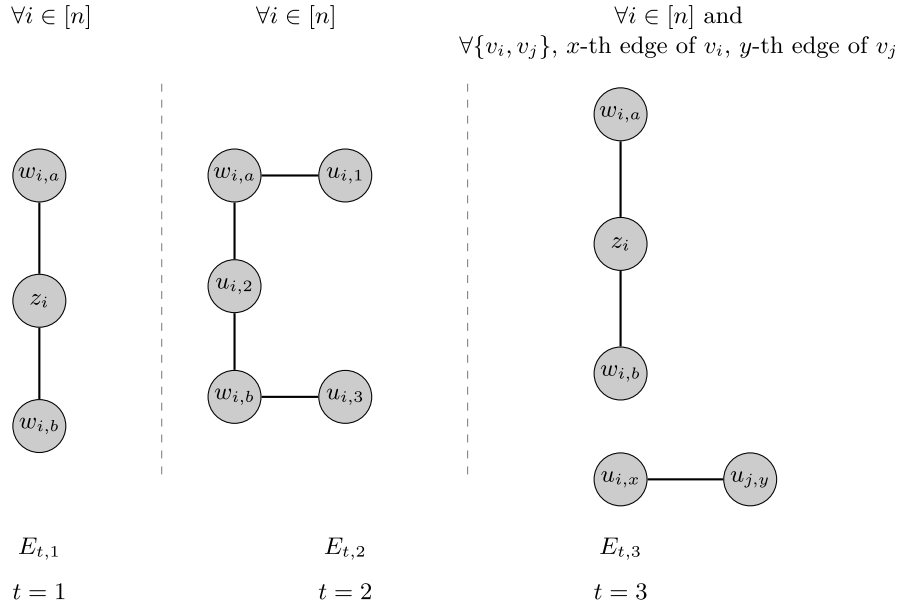 ∀i ∈ [n]
∀i ∈ [n]
∀i ∈ [n] and
∀{v_i, v_j}, x-th edge of v_i, y-th edge of v_j
w_{i,a}
z_i
w_{i,b}
w_{i,a}
u_{i,1}
u_{i,2}
w_{i,b}
u_{i,3}
w_{i,a}
z_i
w_{i,b}
u_{i,x}
u_{j,y}
E_{t,1}
E_{t,2}
E_{t,3}
t = 1
t = 2
t = 3